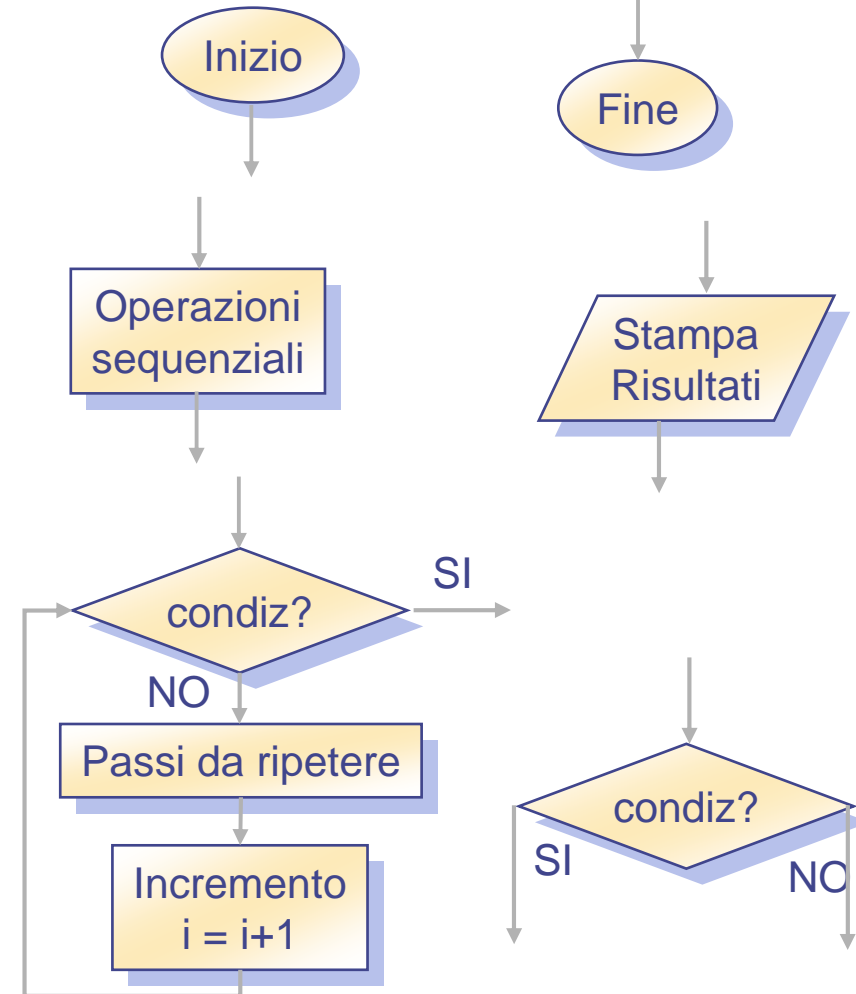 Inizio
Fine
Operazioni
sequenziali
Stampa
Risultati
condiz?
SI
NO
Passi da ripetere
Incremento
i = i+1
condiz?
SI
NO